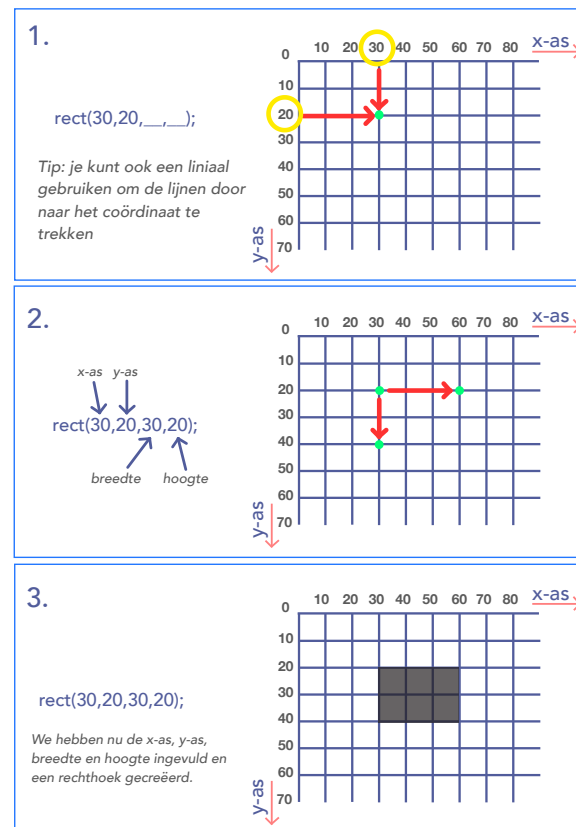 1.
x-as
0 10 20 30 40 50 60 70 80
10
20
30
40
50
60
70
y-as
rect(30,20,__,__);
Tip: je kunt ook een liniaal
gebruiken om de lijnen door
naar het coördinaat te
trekken
2.
x-as
0 10 20 30 40 50 60 70 80
10
20
30
40
50
60
70
y-as
x-as y-as
rect(30,20,30,20);
breedte hoogte
3.
x-as
0 10 20 30 40 50 60 70 80
10
20
30
40
50
60
70
y-as
rect(30,20,30,20);
We hebben nu de x-as, y-as,
breedte en hoogte ingevuld en
een rechthoek gecreëerd.